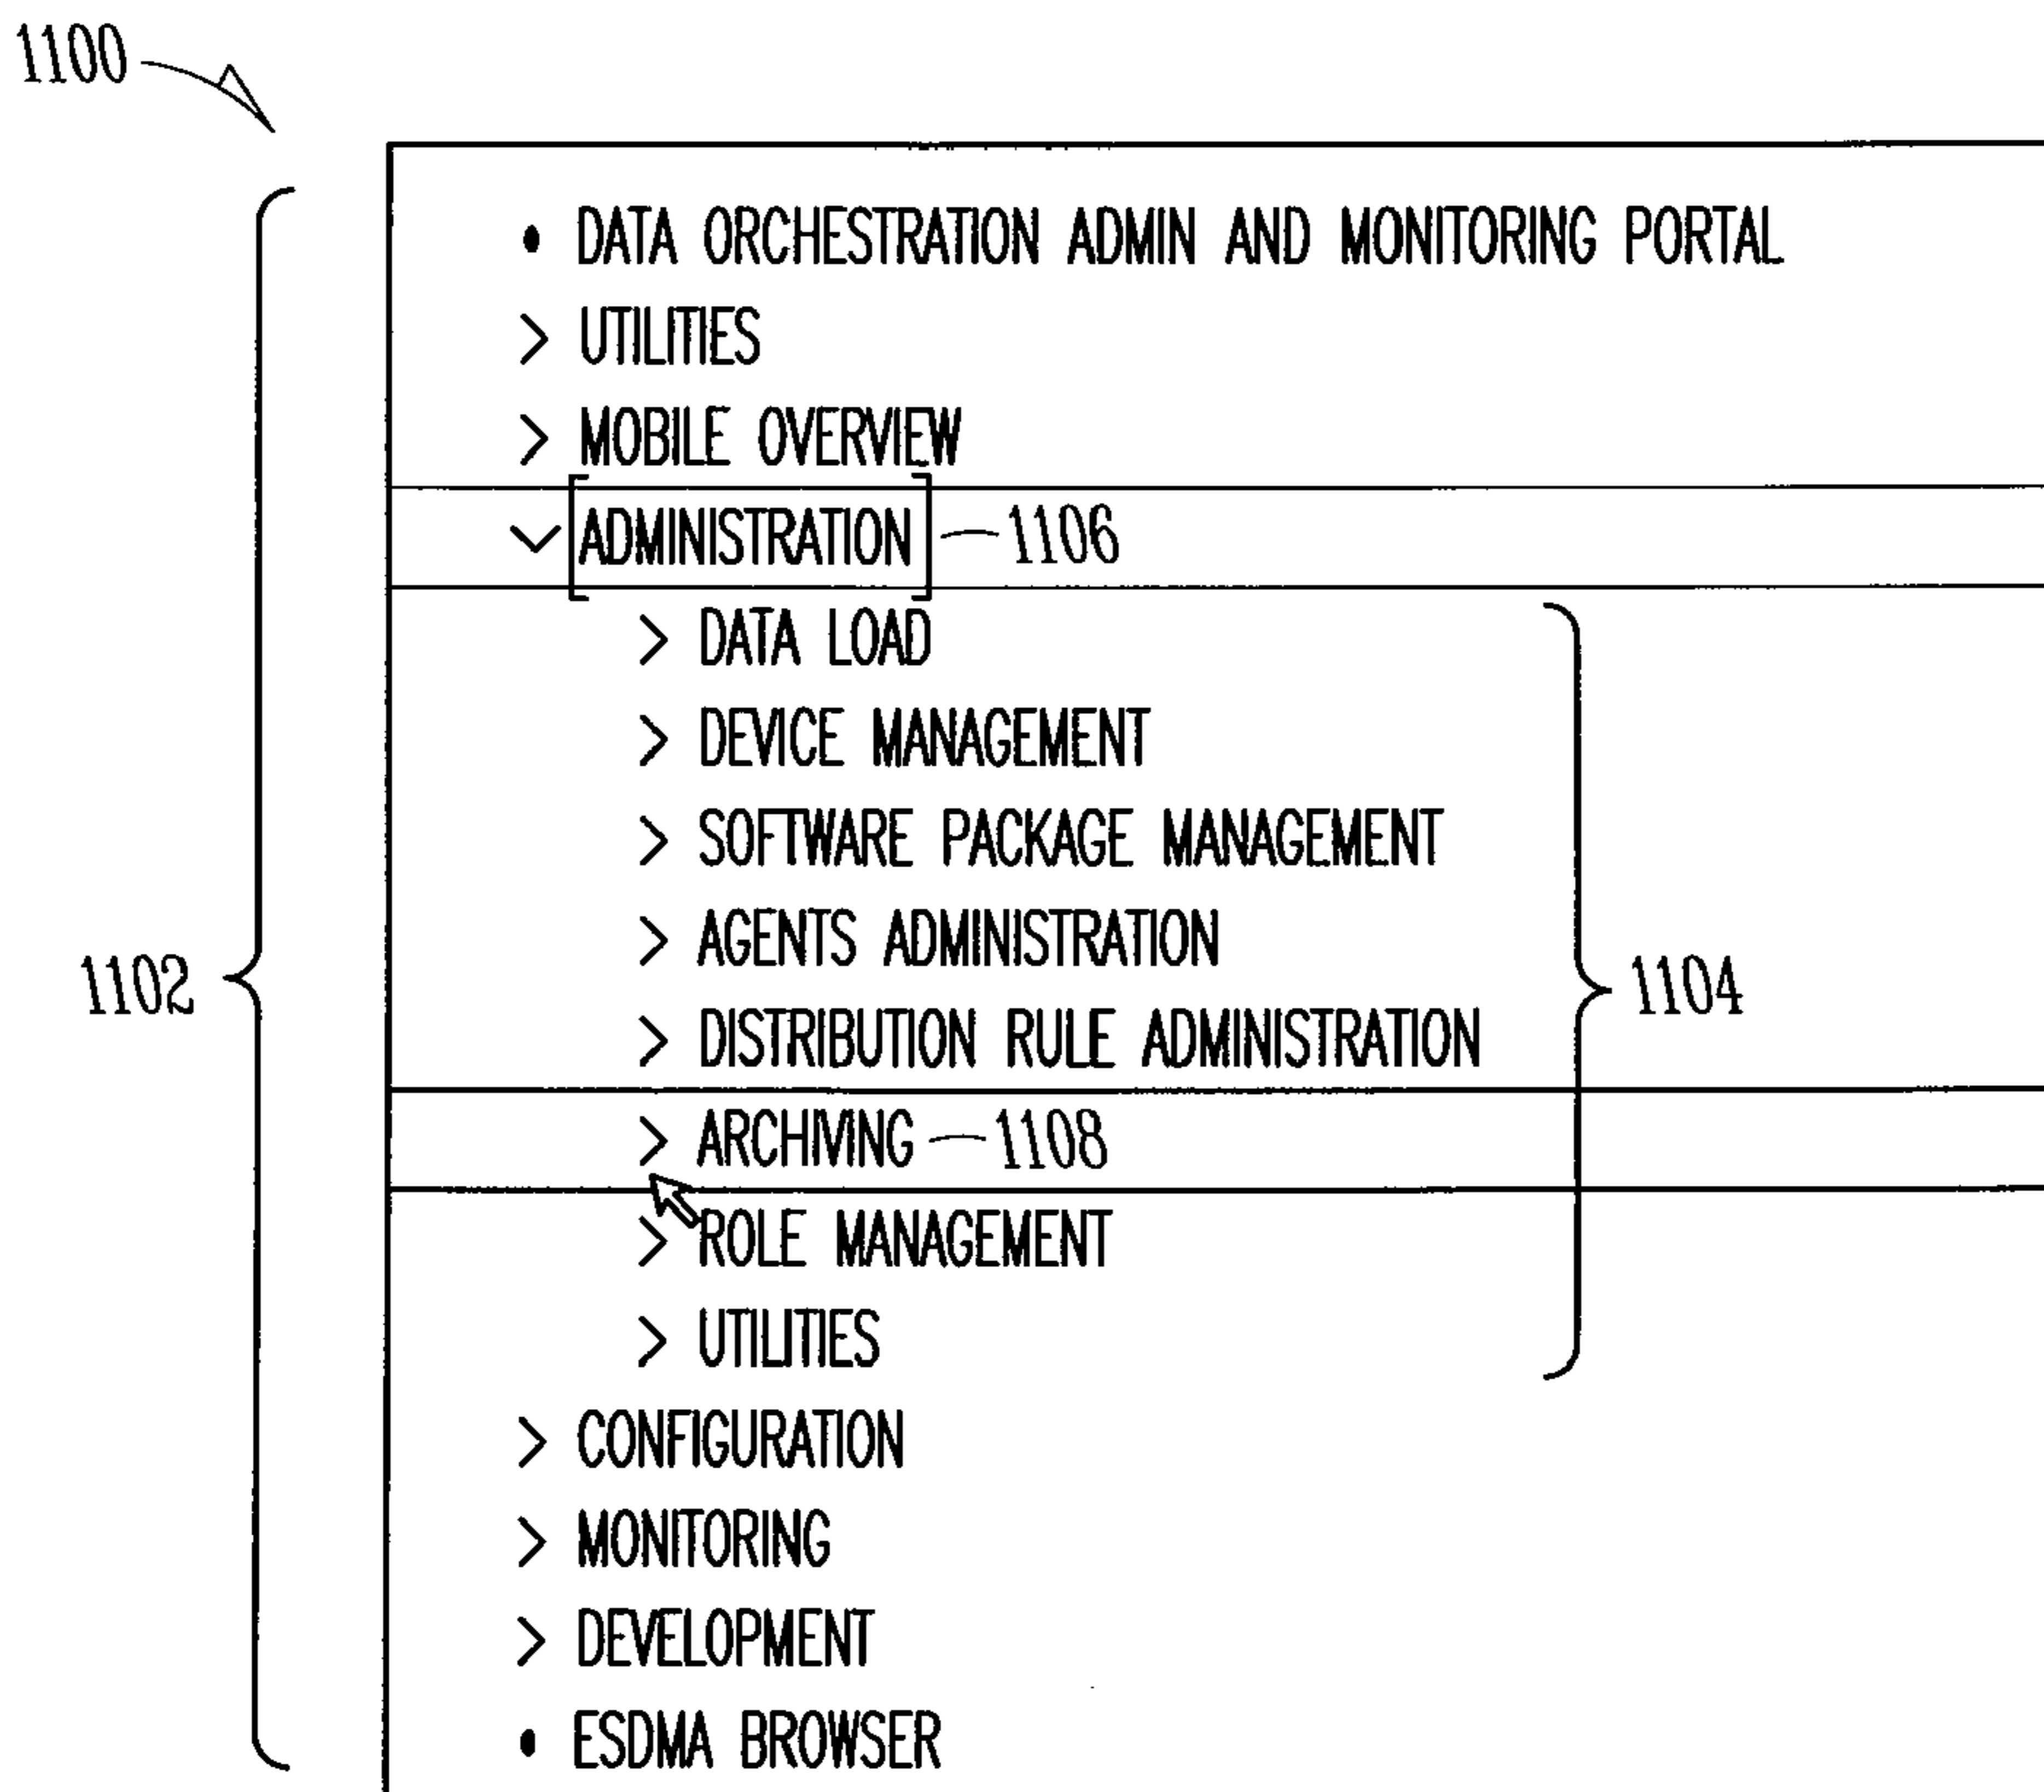 1100
• DATA ORCHESTRATION ADMIN AND MONITORING PORTAL
> UTILITIES
> MOBILE OVERVIEW
ADMINISTRATION 1106
> DATA LOAD
> DEVICE MANAGEMENT
> SOFTWARE PACKAGE MANAGEMENT
> AGENTS ADMINISTRATION
1102
1104
> DISTRIBUTION RULE ADMINISTRATION
> ARCHIVING 1108
> ROLE MANAGEMENT
> UTILITIES
> CONFIGURATION
> MONITORING
> DEVELOPMENT
• ESDMA BROWSER